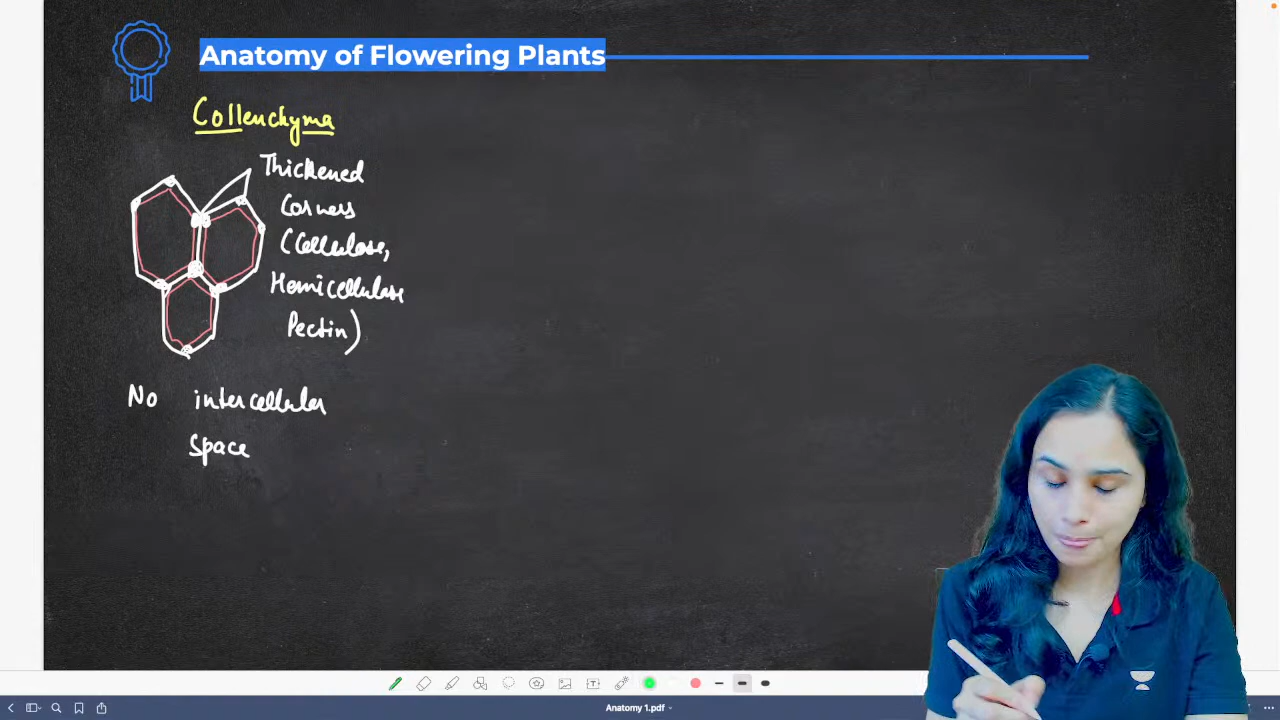 Anatomy of Flowering Plants
Collenchyma
Thickened
Corners
(Cellulose,
Hemicellulose
Pectin)
No intercellular
Space
Anatomy 1.pdf